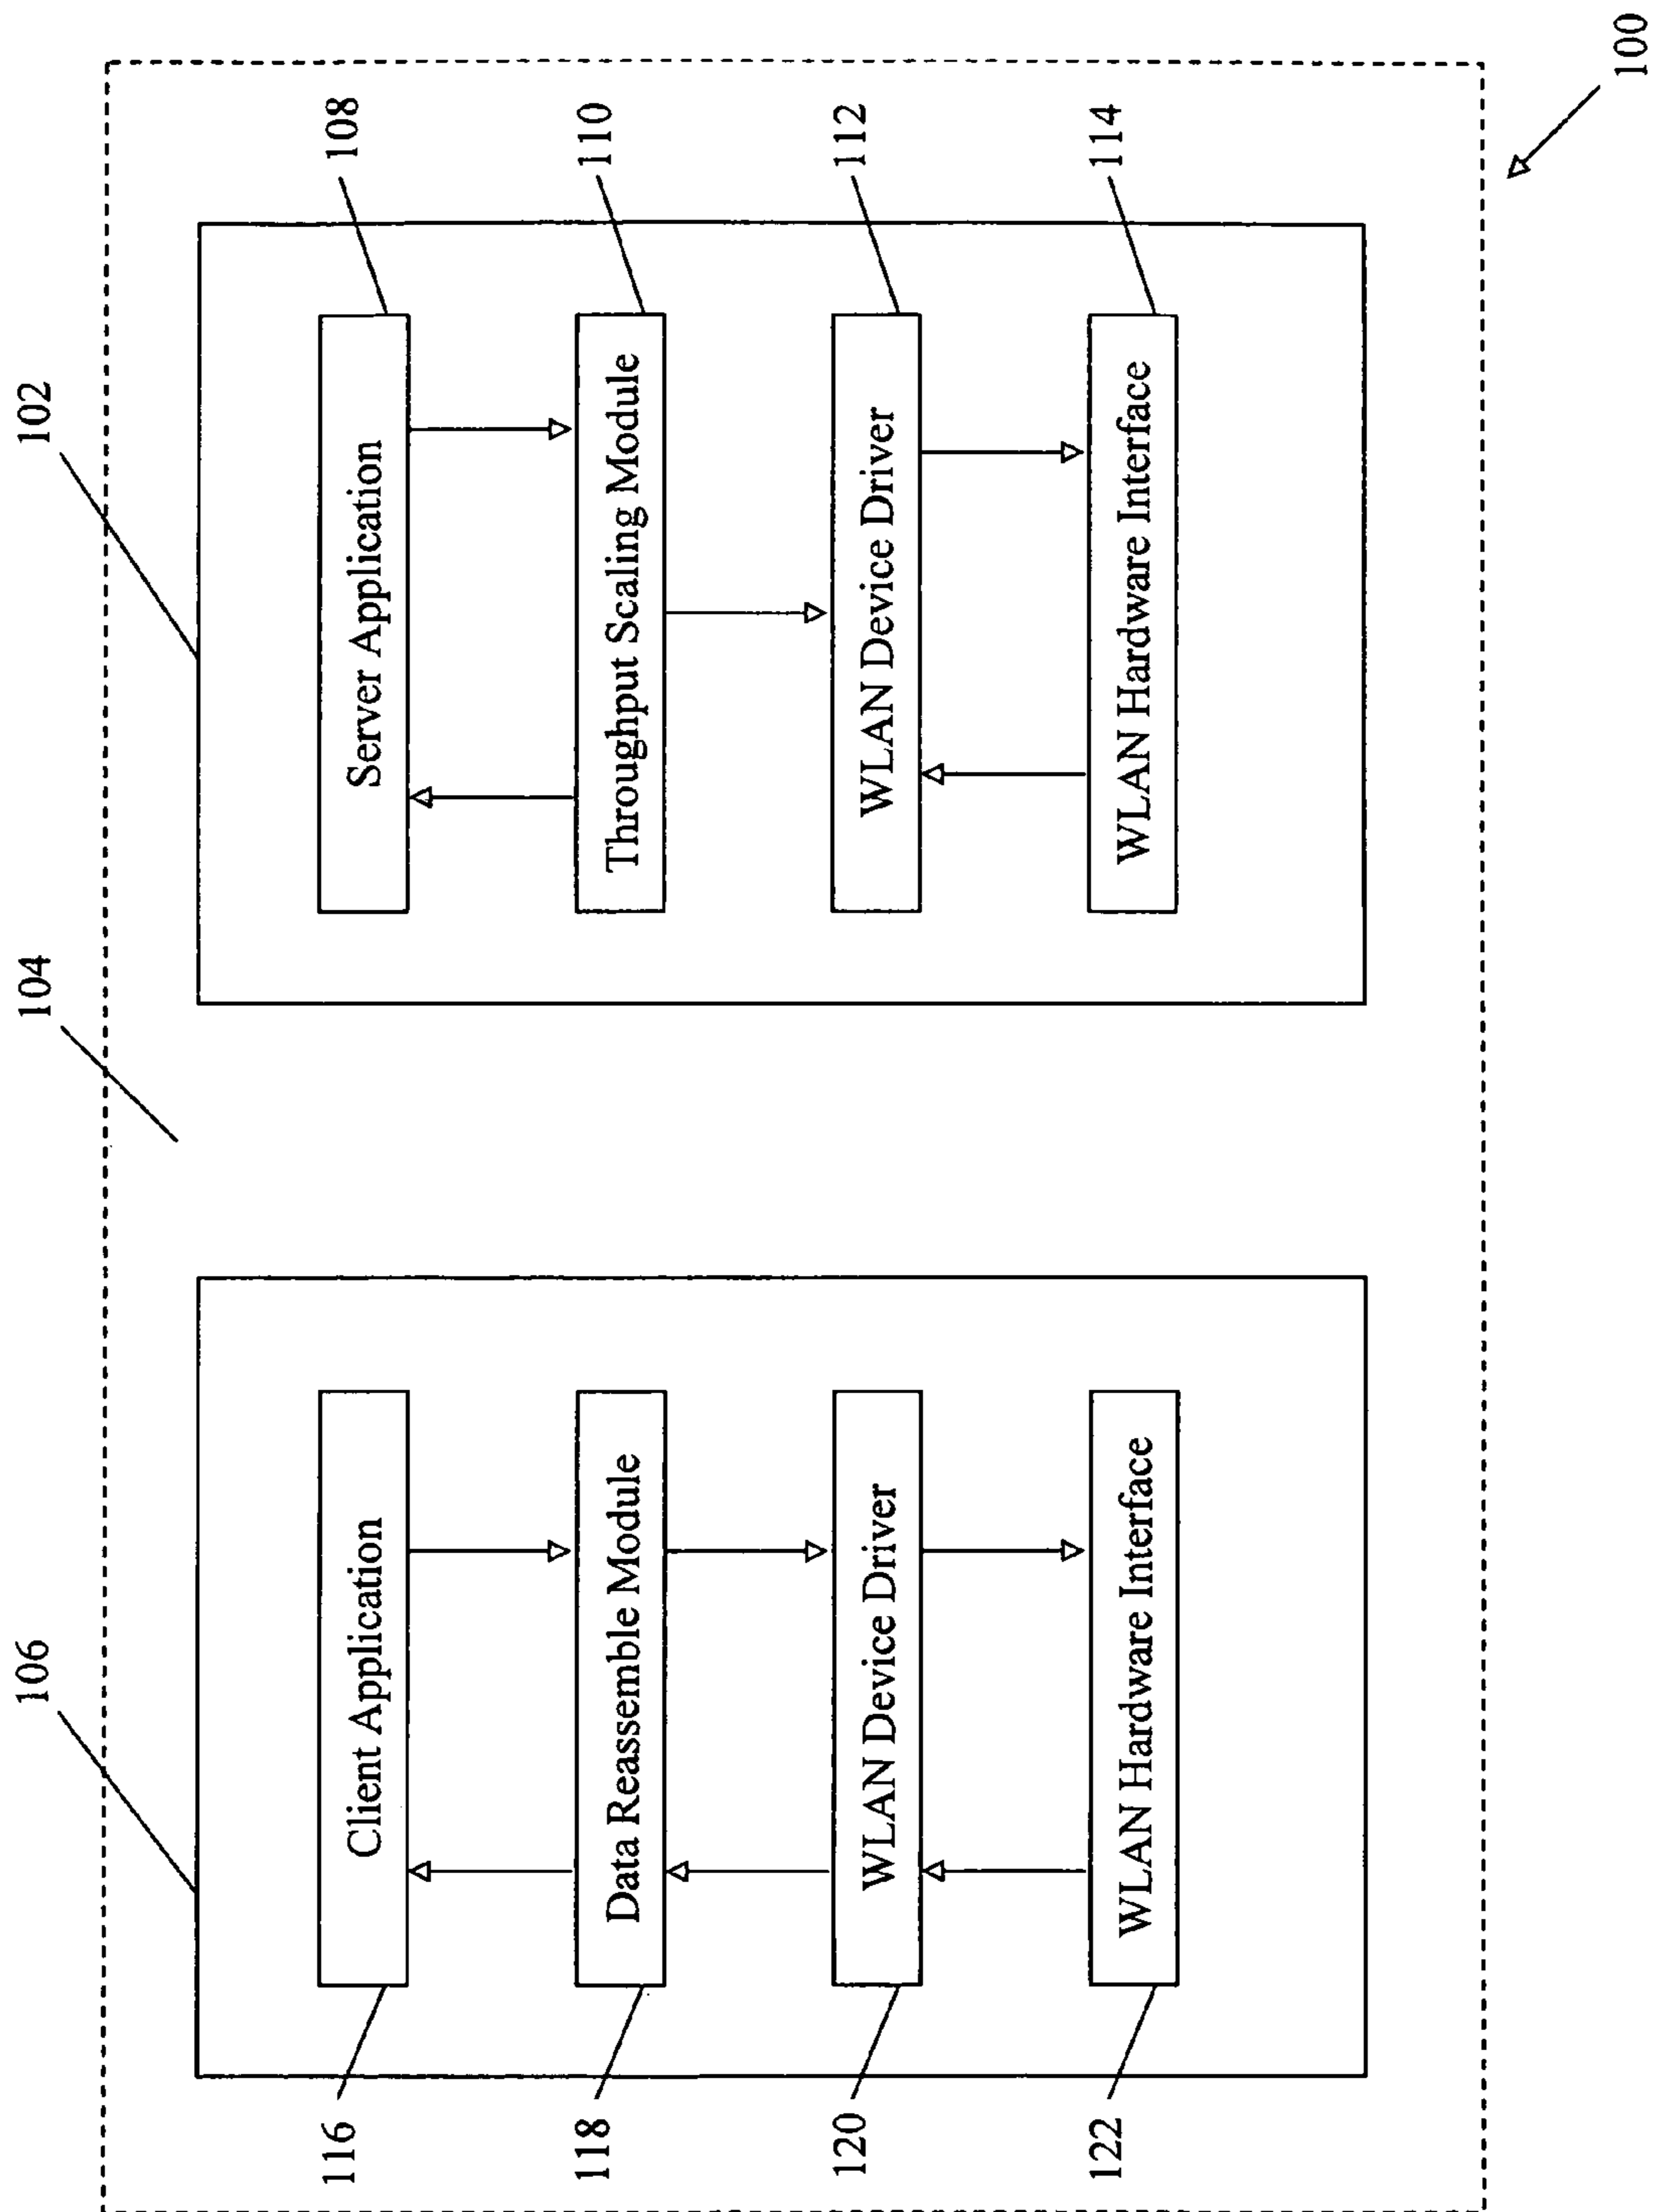 106
104
102
116
Client Application
118
Data Reassemble Module
120
WLAN Device Driver
122
WLAN Hardware Interface
Server Application
108
Throughput Scaling Module
110
WLAN Device Driver
112
WLAN Hardware Interface
114
100